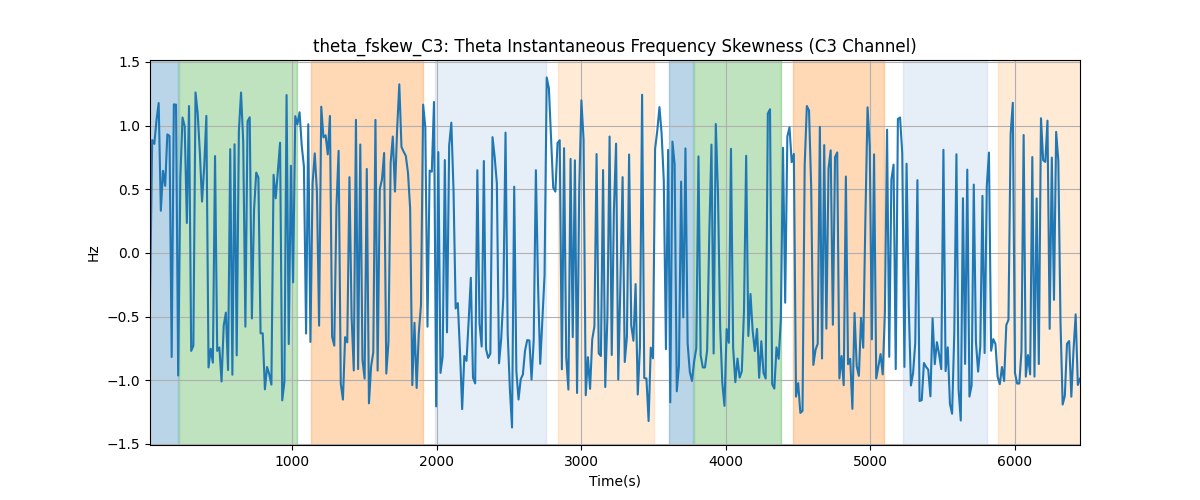 theta_fskew_C3: Theta Instantaneous Frequency Skewness (C3 Channel)
1.5
1.0
0.5
0.0
−0.5
−1.0
−1.5
Hz
1000 2000 3000 4000 5000 6000
Time(s)